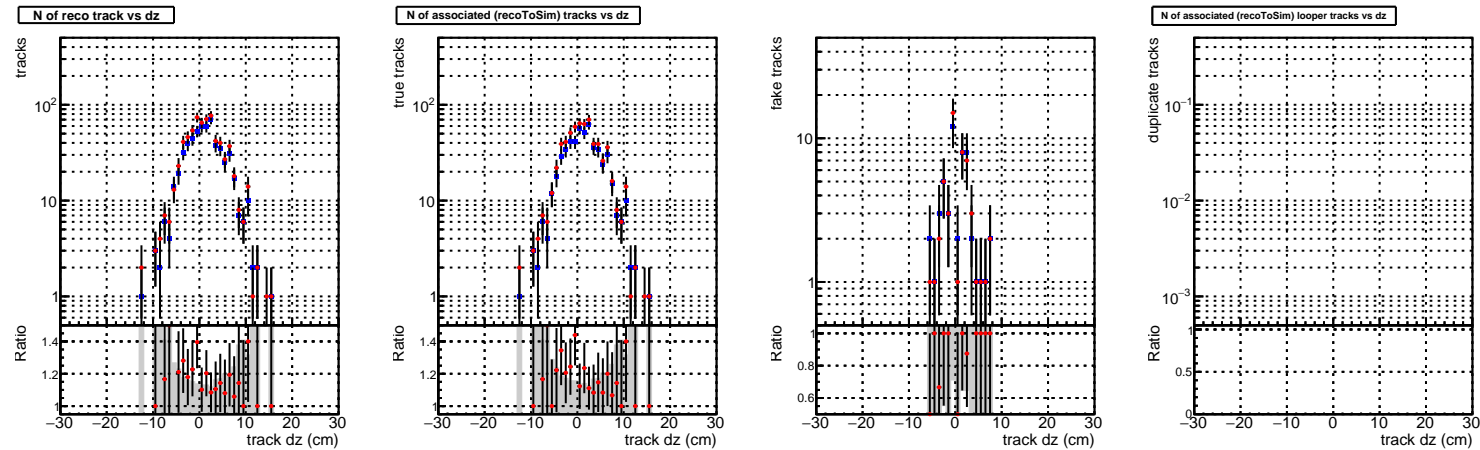 N of reco track vs dz
tracks
10²
10
1
Ratio
1.4
1.2
1
−30 −20 −10 0 10 20 30
track dz (cm)
N of associated (recoToSim) tracks vs dz
true tracks
10²
10
1
Ratio
1.4
1.2
1
−30 −20 −10 0 10 20 30
track dz (cm)
fake tracks
10
1
Ratio
1
0.8
0.6
−30 −20 −10 0 10 20 30
track dz (cm)
N of associated (recoToSim) looper tracks vs dz
duplicate tracks
10⁻¹
10⁻²
10⁻³
Ratio
1
0.5
0
−30 −20 −10 0 10 20 30
track dz (cm)